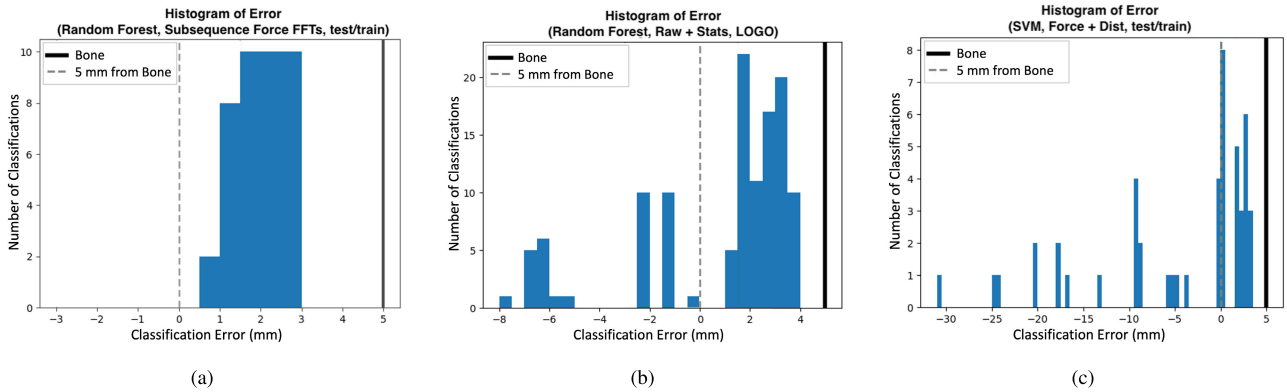 Histogram of Error
(Random Forest, Subsequence Force FFTs, test/train)
Bone
5 mm from Bone
Number of Classifications
10
8
6
4
2
0
-3 -2 -1 0 1 2 3 4 5
Classification Error (mm)
(a)
Histogram of Error
(Random Forest, Raw + Stats, LOGO)
Bone
5 mm from Bone
Number of Classifications
20
15
10
5
0
-8 -6 -4 -2 0 2 4
Classification Error (mm)
(b)
Histogram of Error
(SVM, Force + Dist, test/train)
Bone
5 mm from Bone
Number of Classifications
8
7
6
5
4
3
2
1
0
-30 -25 -20 -15 -10 -5 0 5
Classification Error (mm)
(c)